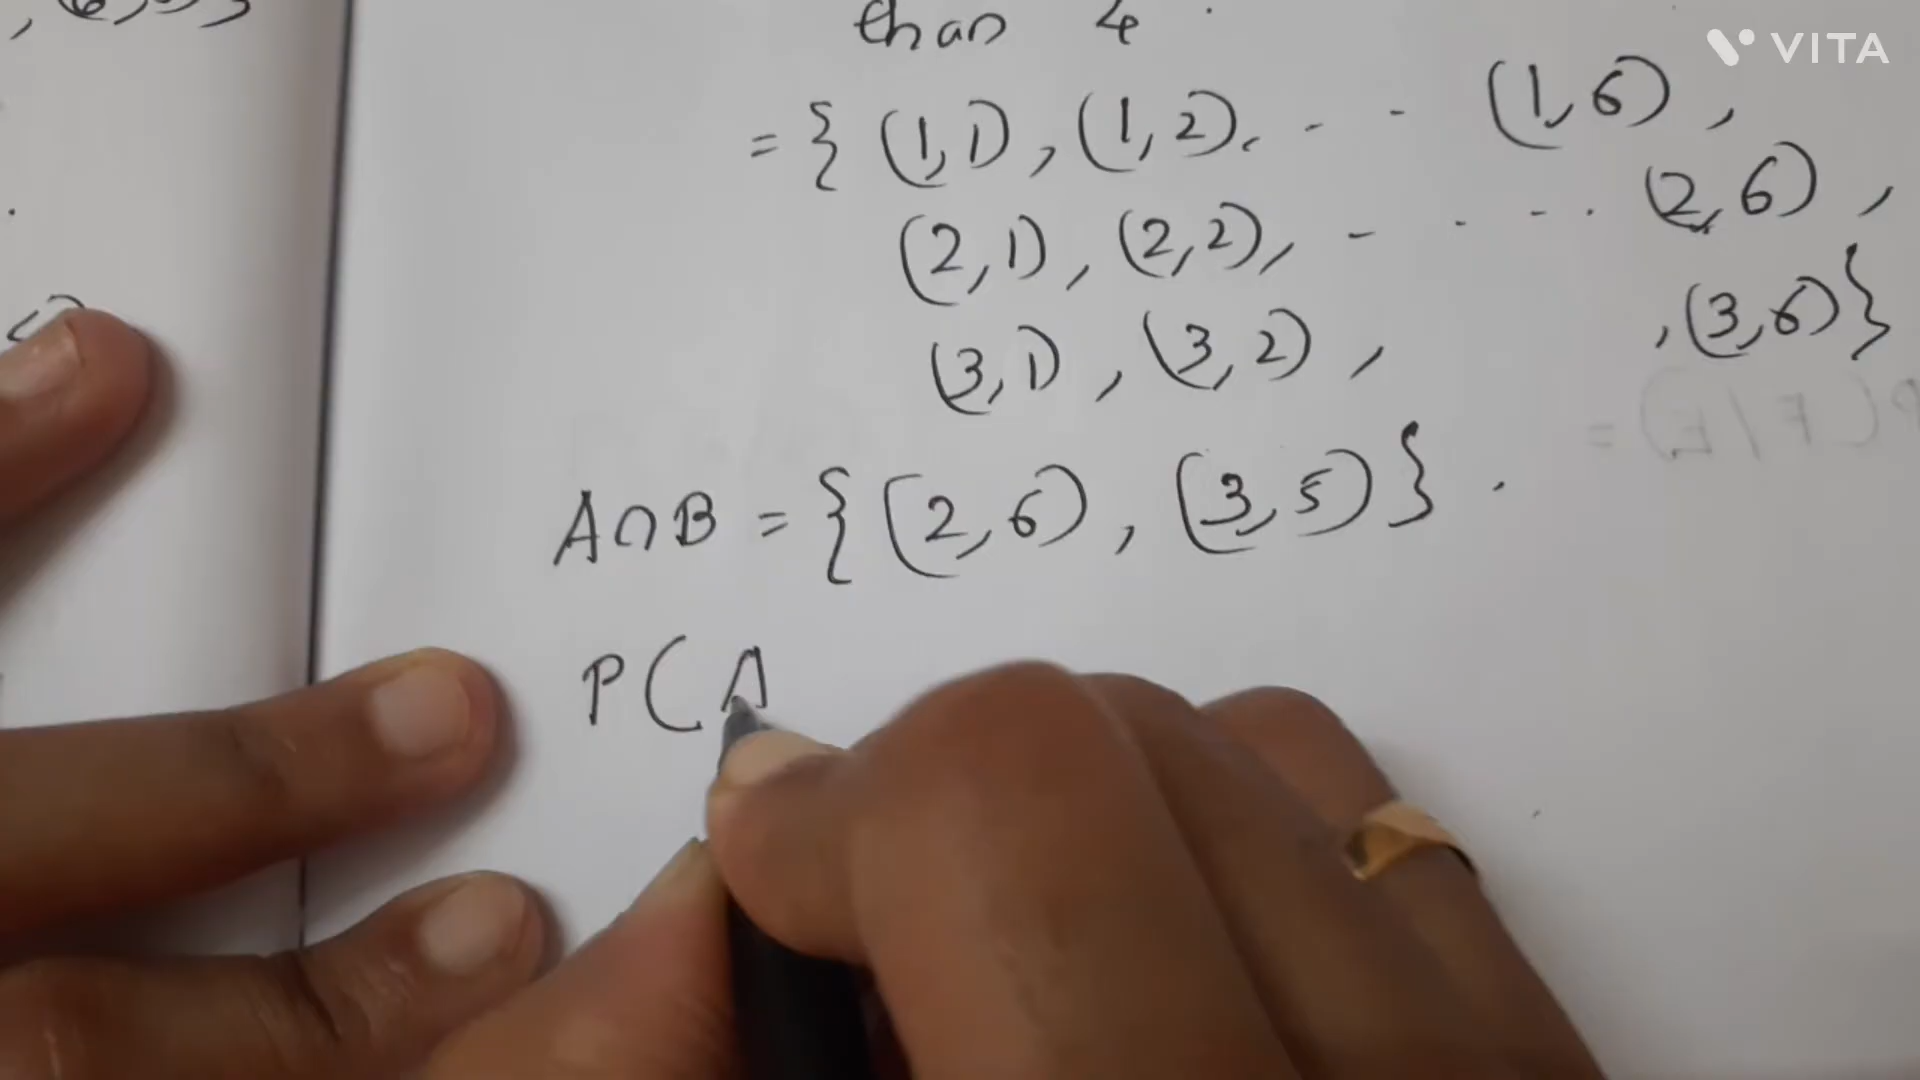 than 4.
VITA
= { (1,1), (1,2), - - (1,6),
(2,1), (2,2), - - - - . (2,6),
(3,1), (3,2), , (3,6) }
A∩B = { (2,6), (3,5) }.
P(A